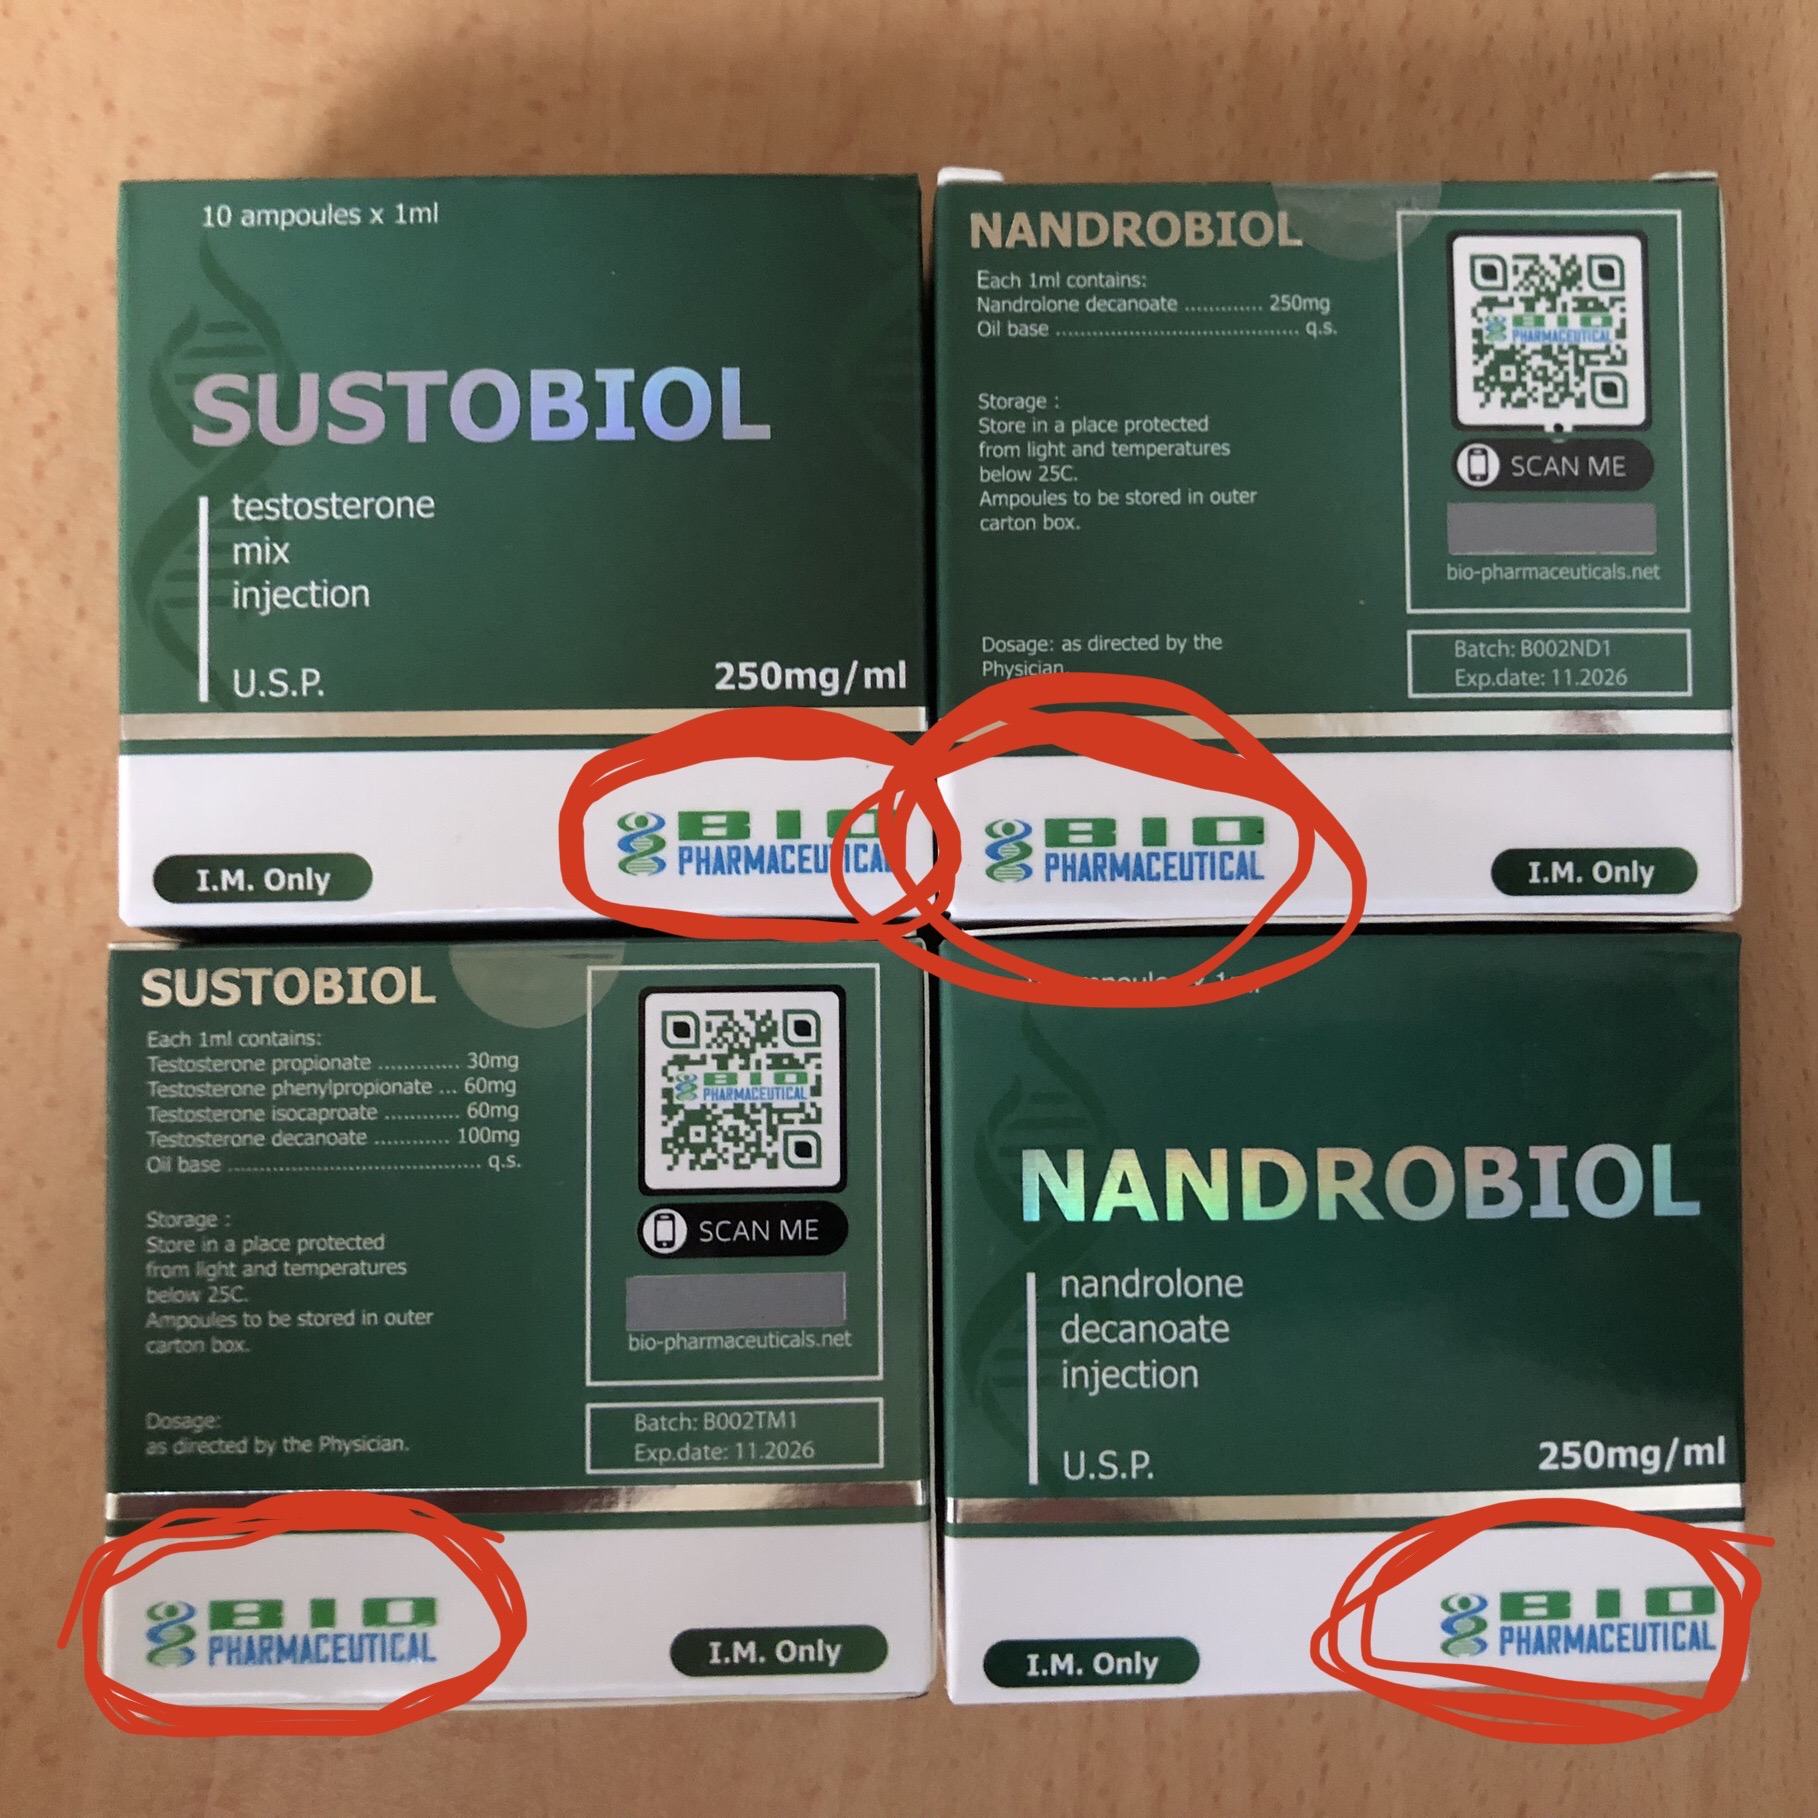 10 ampoules x 1ml
SUSTOBIOL
testosterone
mix
injection
U.S.P.
250mg/ml
I.M. Only
BIO
PHARMACEUTICAL
NANDROBIOL
Each 1ml contains:
Nandrolone decanoate ............. 250mg
Oil base ...................................... q.s.
Storage :
Store in a place protected
from light and temperatures
below 25C.
Ampoules to be stored in outer
carton box.
Dosage: as directed by the
Physician.
BIO
PHARMACEUTICAL
SCAN ME
bio-pharmaceuticals.net
Batch: B002ND1
Exp.date: 11.2026
BIO
PHARMACEUTICAL
I.M. Only
SUSTOBIOL
Each 1ml contains:
Testosterone propionate ............. 30mg
Testosterone phenylpropionate ... 60mg
Testosterone isocaproate ............ 60mg
Testosterone decanoate ............ 100mg
Oil base ........................................ q.s.
Storage :
Store in a place protected
from light and temperatures
below 25C.
Ampoules to be stored in outer
carton box.
Dosage:
as directed by the Physician.
BIO
PHARMACEUTICAL
SCAN ME
bio-pharmaceuticals.net
Batch: B002TM1
Exp.date: 11.2026
BIO
PHARMACEUTICAL
I.M. Only
NANDROBIOL
nandrolone
decanoate
injection
U.S.P.
250mg/ml
I.M. Only
BIO
PHARMACEUTICAL